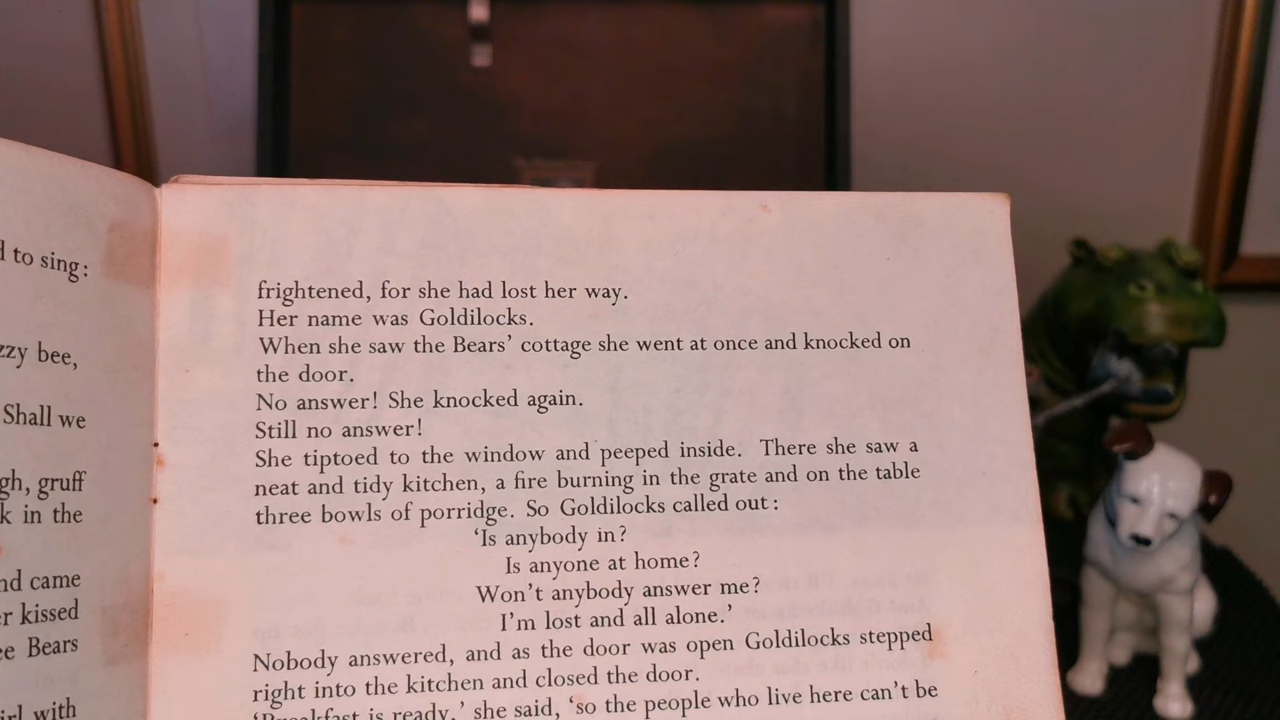 d to sing:
zzy bee,
Shall we
gh, gruff
k in the
nd came
er kissed
ee Bears
irl with
frightened, for she had lost her way.
Her name was Goldilocks.
When she saw the Bears' cottage she went at once and knocked on
the door.
No answer! She knocked again.
Still no answer!
She tiptoed to the window and peeped inside. There she saw a
neat and tidy kitchen, a fire burning in the grate and on the table
three bowls of porridge. So Goldilocks called out:
‘Is anybody in?
Is anyone at home?
Won't anybody answer me?
I'm lost and all alone.’
Nobody answered, and as the door was open Goldilocks stepped
right into the kitchen and closed the door.
‘Breakfast is ready,’ she said, ‘so the people who live here can't be